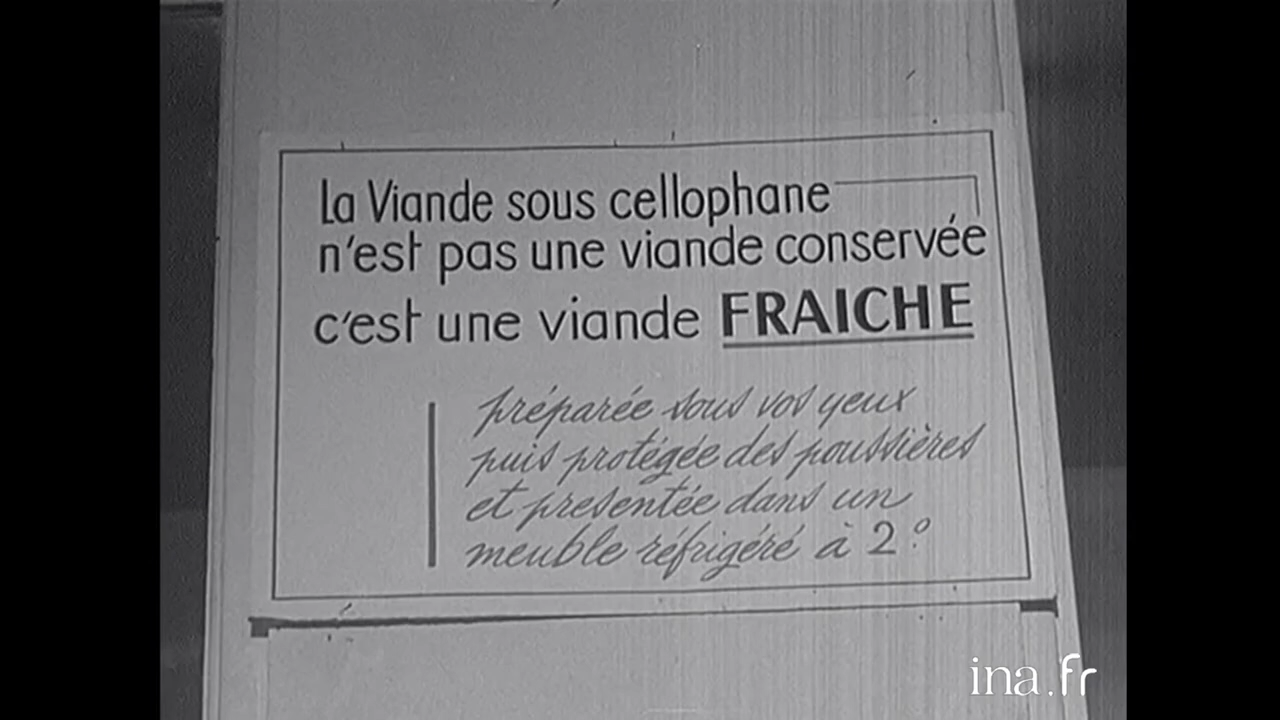 La Viande sous cellophane
n'est pas une viande conservée
c'est une viande FRAICHE
préparée sous vos yeux
puis protégée des poussières
et presentée dans un
meuble réfrigéré à 2°
ina.fr